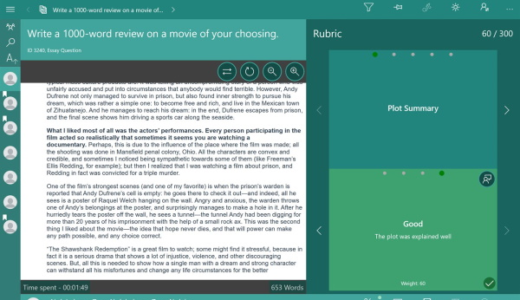 Write a 1000-word review on a movie of...
Write a 1000-word review on a movie of your choosing.
ID 3340, Essay Question
Rubric
60 / 300
unfairly accused and put into circumstances that anybody would find terrible. However, Andy
Dufrene not only managed to survive in prison, but also found inner strength to pursue his
dream, which was rather a simple one; to become free and rich, and live in the Mexican town
of Zihuatanejo. And he manages to reach his dream: in the end, Dufrene escapes from prison,
and the final scene shows him driving a sports car along the seaside.
What I liked most of all was the actors' performances. Every person participating in the
film acted so realistically that sometimes it seems you are watching a
documentary. Perhaps, this is due to the influence of the place where the film was made; all
the shooting was done in Mansfield penal colony, Ohio. All the characters are convex and
credible, and sometimes I noticed being sympathetic towards some of them (like Freeman's
Ellis Redding, for example); but then I realized that I was watching a film about prison, and
Redding in fact was convicted for a triple murder.
One of the film's strongest scenes (and one of my favorite) is when the prison's warden is
reported that Andy Dufresne's cell is empty: he goes there to check it out—and indeed, all he
sees is a poster of Raquel Welch hanging on the wall. Angry and anxious, the warden throws
one of Andy's belongings at the poster, and surprisingly manages to make a hole in it. After he
hurriedly tears the poster off the wall, he sees a tunnel—the tunnel Andy had been digging for
more than 20 years of his imprisonment with the help of a small rock ax. This was the second
thing I liked about the movie—the idea that hope never dies, and that will power can make
any path possible, and any choice correct.
"The Shawshank Redemption" is a great film to watch; some might find it stressful, because in
fact it is a serious drama that shows a lot of injustice, violence, and other discouraging
scenes. But, all this is needed to show how a single man with a dream and strong character
can withstand all his misfortunes and change any life circumstances for the better
Time spent - 00:01:49
653 Words
Plot Summary
Good
The plot was explained well
Weight 40